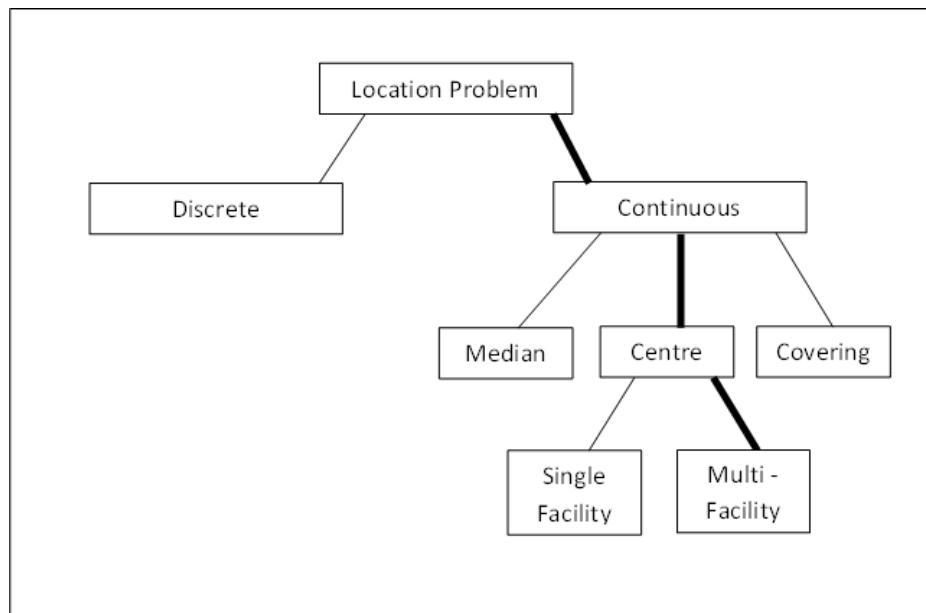 Location Problem
Discrete
Continuous
Median
Centre
Covering
Single
Facility
Multi -
Facility